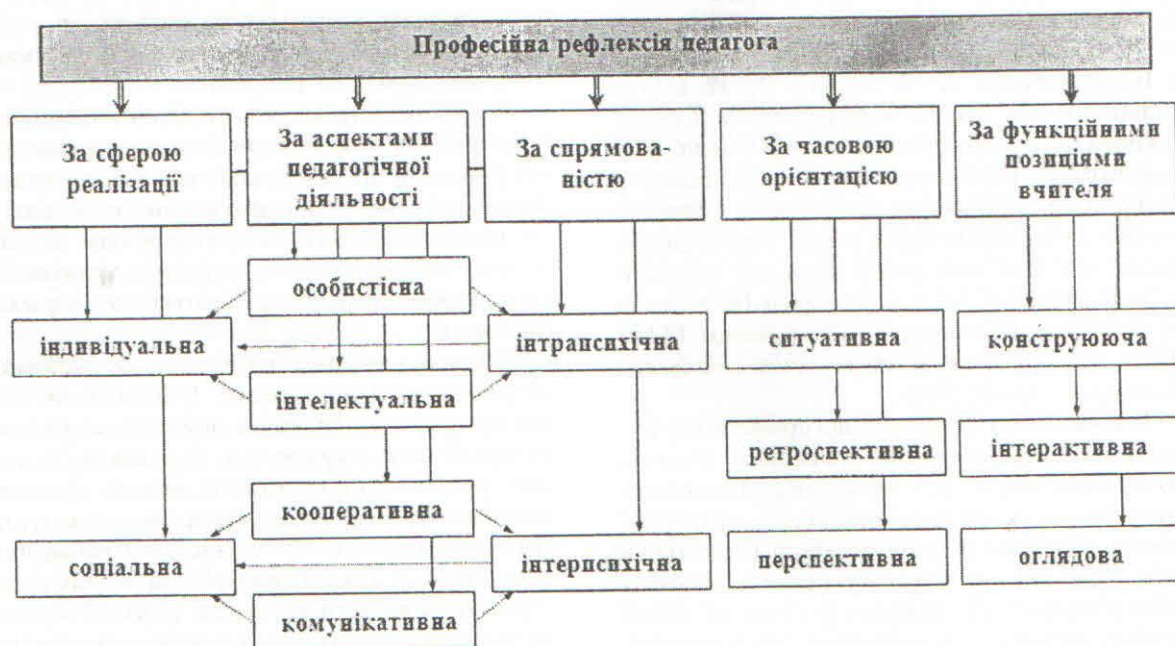 Професійна рефлексія педагога
За сферою
реалізації
За аспектами
педагогічної
діяльності
За спрямова-
ністю
За часовою
орієнтацією
За функційними
позиціями
вчителя
особистісна
індивідуальна
інтрапсихічна
ситуативна
конструююча
інтелектуальна
ретроспективна
інтерактивна
кооперативна
соціальна
інтерпсихічна
перспективна
оглядова
комунікативна